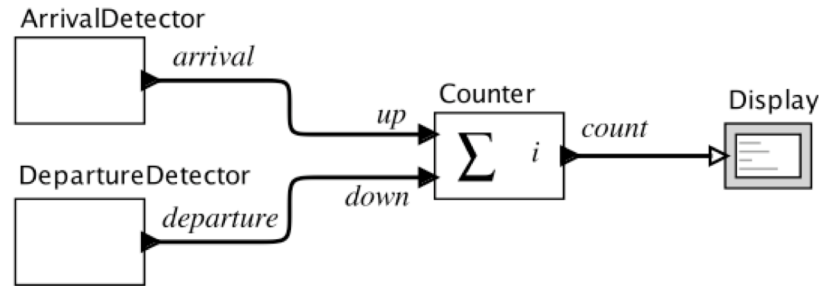 ArrivalDetector
arrival
up
Counter
∑ i
count
Display
DepartureDetector
departure
down